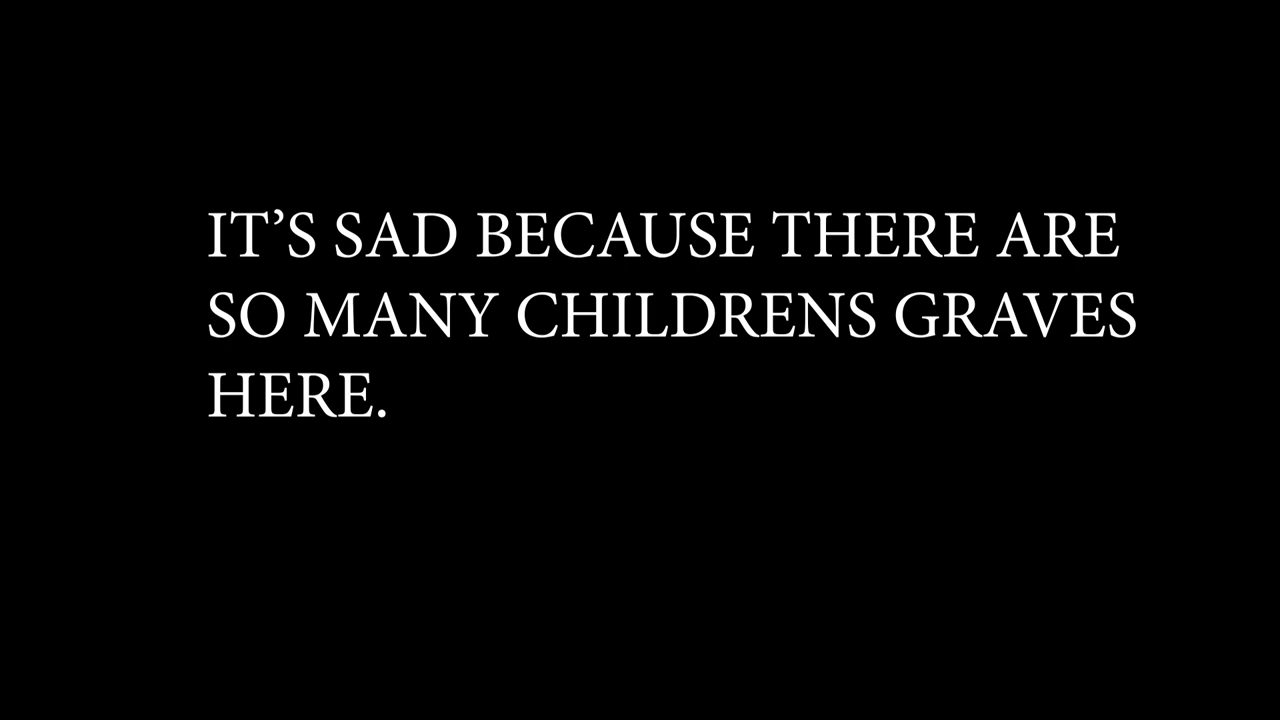 IT’S SAD BECAUSE THERE ARE
SO MANY CHILDRENS GRAVES
HERE.